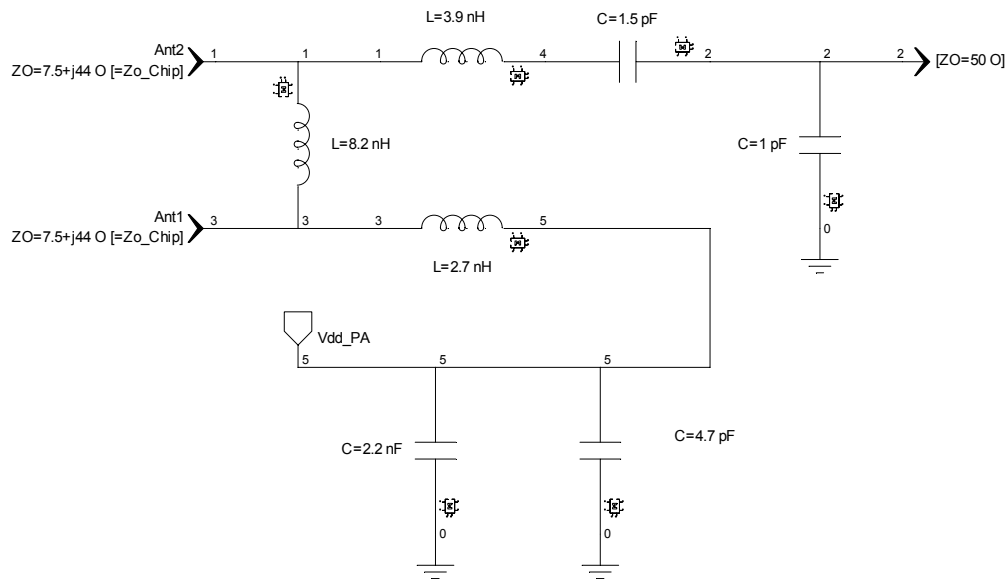 L=3.9 nH
C=1.5 pF
Ant2
ZO=7.5+j44 O [=Zo_Chip]
1
1
1
4
2
2
2
[ZO=50 O]
L=8.2 nH
C=1 pF
Ant1
ZO=7.5+j44 O [=Zo_Chip]
3
3
3
5
0
L=2.7 nH
Vdd_PA
5
5
5
C=2.2 nF
C=4.7 pF
0
0